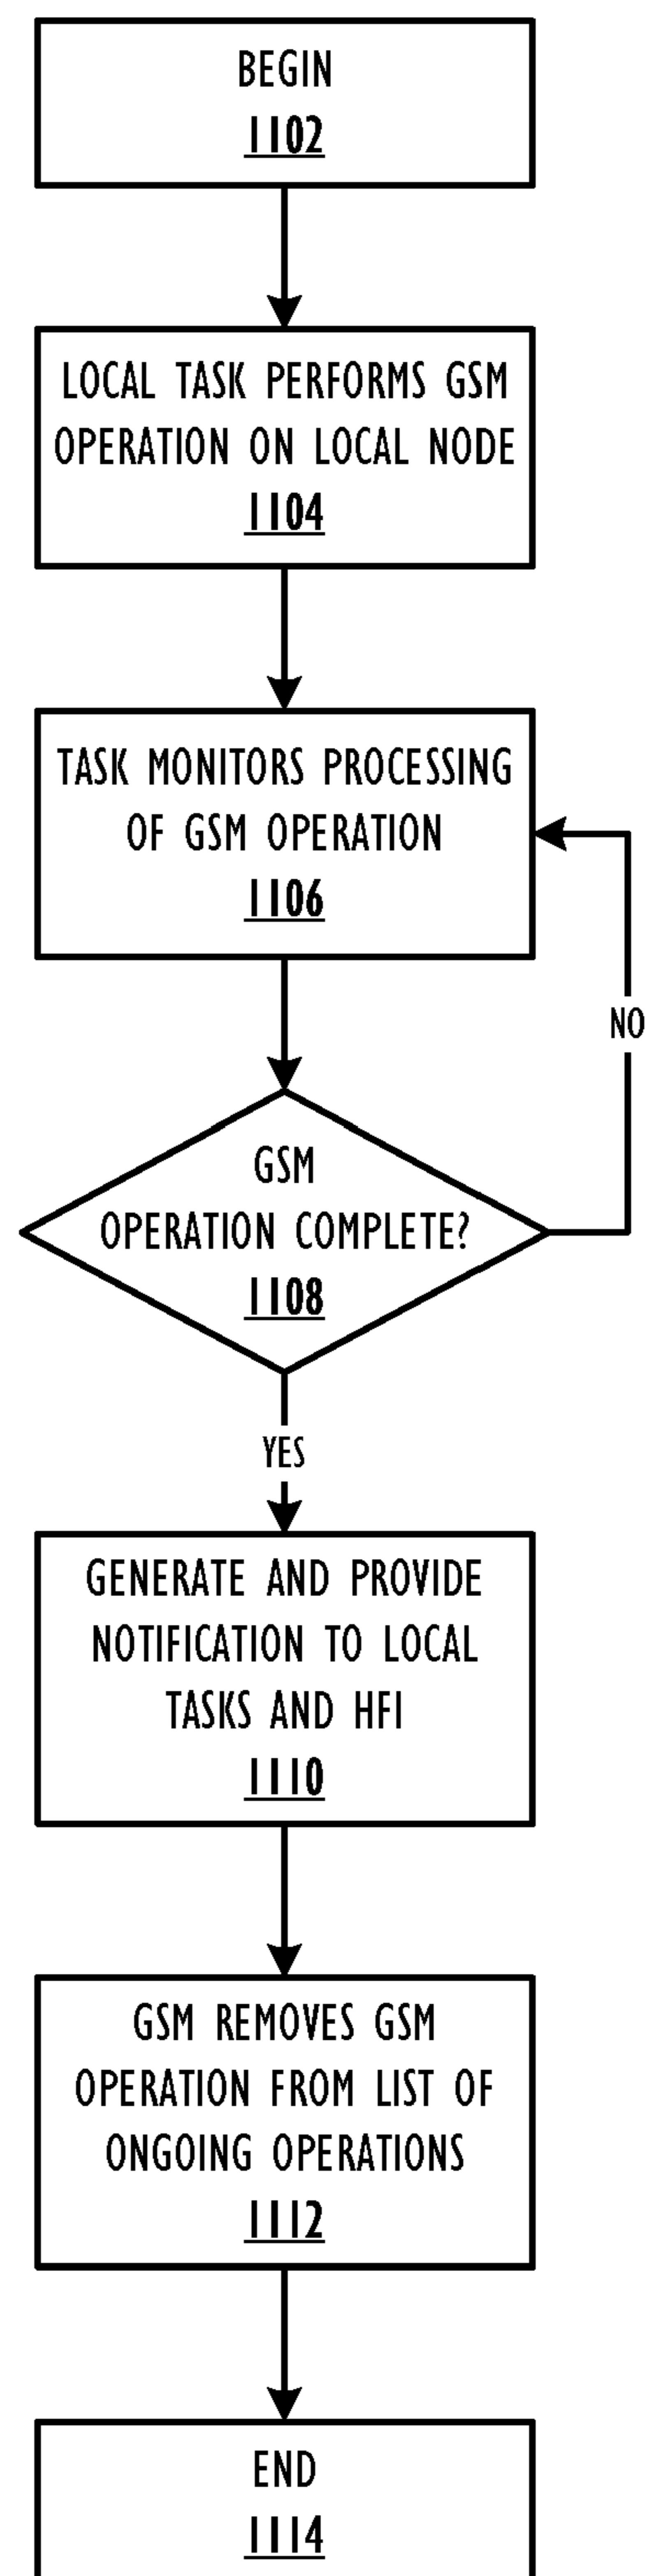 BEGIN
1102
LOCAL TASK PERFORMS GSM
OPERATION ON LOCAL NODE
1104
TASK MONITORS PROCESSING
OF GSM OPERATION
1106
NO
GSM
OPERATION COMPLETE?
1108
YES
GENERATE AND PROVIDE
NOTIFICATION TO LOCAL
TASKS AND HFI
1110
GSM REMOVES GSM
OPERATION FROM LIST OF
ONGOING OPERATIONS
1112
END
1114